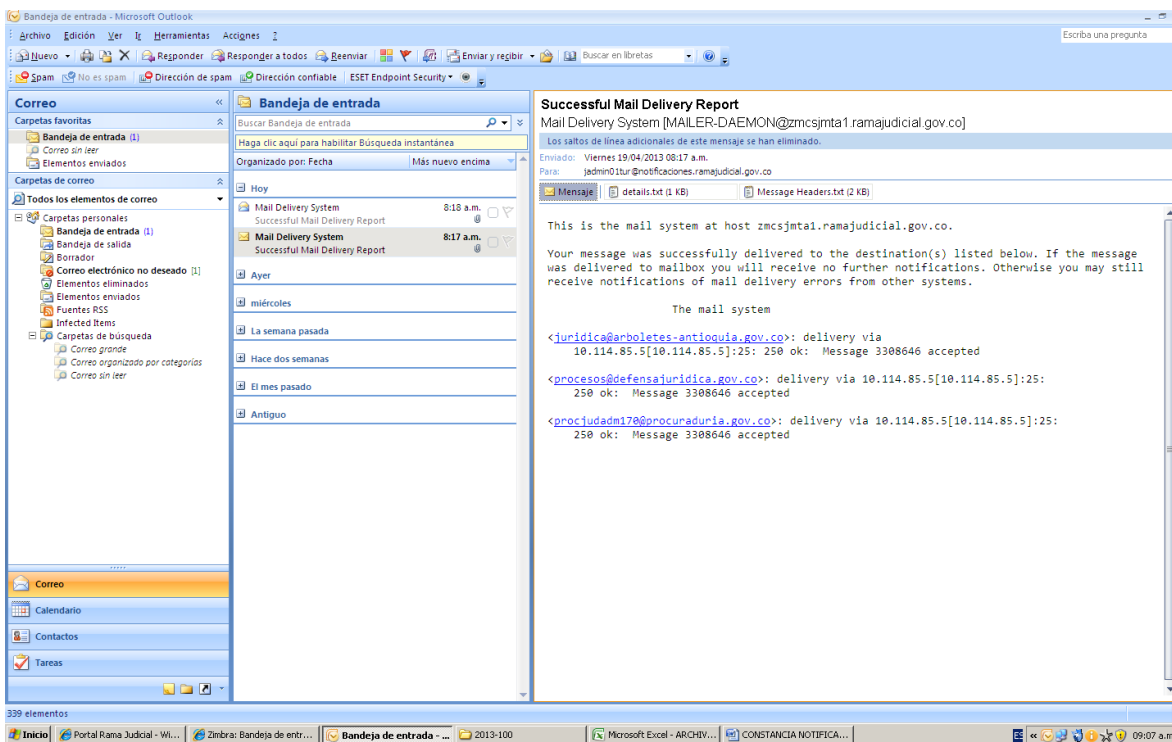 Bandeja de entrada - Microsoft Outlook
Archivo Edición Ver Ir Herramientas Acciones ?
Escriba una pregunta
Nuevo Responder Responder a todos Reenviar Enviar y recibir Buscar en libretas
Spam No es spam Dirección de spam Dirección confiable ESET Endpoint Security
Correo
Carpetas favoritas
Bandeja de entrada (1)
Correo sin leer
Elementos enviados
Carpetas de correo
Todos los elementos de correo
Carpetas personales
Bandeja de entrada (1)
Bandeja de salida
Borrador
Correo electrónico no deseado [1]
Elementos eliminados
Elementos enviados
Fuentes RSS
Infected Items
Carpetas de búsqueda
Correo grande
Correo organizado por categorías
Correo sin leer
Correo
Calendario
Contactos
Tareas
Bandeja de entrada
Buscar Bandeja de entrada
Haga clic aquí para habilitar Búsqueda instantánea
Organizado por: Fecha Más nuevo encima
Hoy
Mail Delivery System 8:18 a.m.
Successful Mail Delivery Report
Mail Delivery System 8:17 a.m.
Successful Mail Delivery Report
Ayer
miércoles
La semana pasada
Hace dos semanas
El mes pasado
Antiguo
Successful Mail Delivery Report
Mail Delivery System [MAILER-DAEMON@zmcsjmta1.ramajudicial.gov.co]
Los saltos de línea adicionales de este mensaje se han eliminado.
Enviado: Viernes 19/04/2013 08:17 a.m.
Para: jadmin01tur@notificaciones.ramajudicial.gov.co
Mensaje details.txt (1 KB) Message Headers.txt (2 KB)
This is the mail system at host zmcsjmta1.ramajudicial.gov.co.
Your message was successfully delivered to the destination(s) listed below. If the message
was delivered to mailbox you will receive no further notifications. Otherwise you may still
receive notifications of mail delivery errors from other systems.
The mail system
<juridica@arboletes-antioquia.gov.co>: delivery via
10.114.85.5[10.114.85.5]:25: 250 ok: Message 3308646 accepted
<procesos@defensajuridica.gov.co>: delivery via 10.114.85.5[10.114.85.5]:25:
250 ok: Message 3308646 accepted
<procjudadm170@procuraduria.gov.co>: delivery via 10.114.85.5[10.114.85.5]:25:
250 ok: Message 3308646 accepted
339 elementos
Inicio Portal Rama Judicial - Wi... Zimbra: Bandeja de entr... Bandeja de entrada - ... 2013-100 Microsoft Excel - ARCHIV... CONSTANCIA NOTIFICA... ES 09:07 a.m